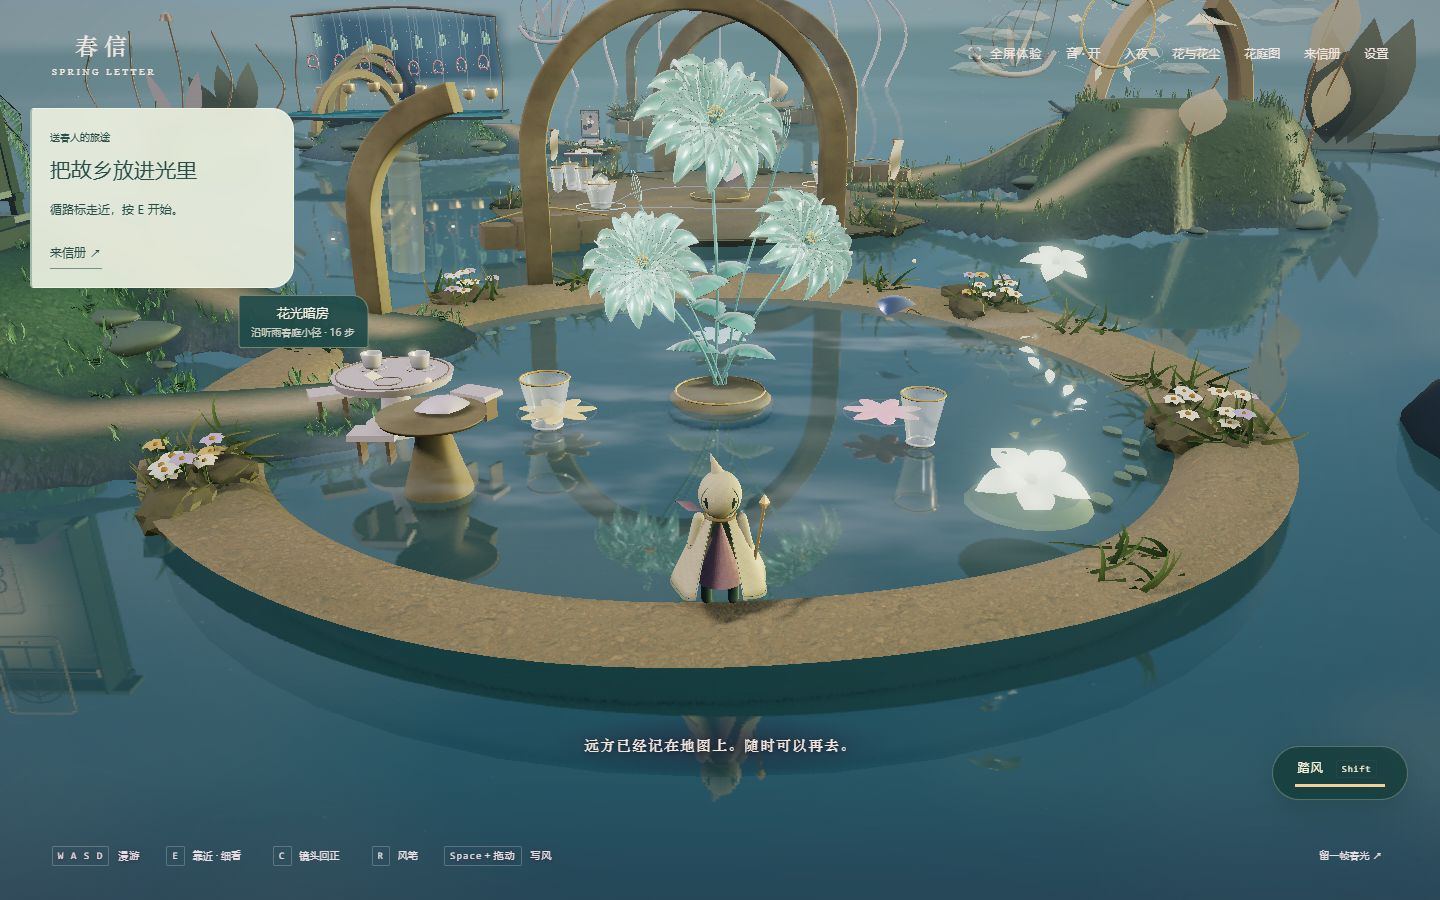 春信
SPRING LETTER
全屏体验
音·开
入夜
花与花尘
花庭图
来信册
设置
送春人的旅途
把故乡放进光里
循路标走近，按 E 开始。
来信册 ↗
花光暗房
沿听雨春庭小径 · 16 步
远方已经记在地图上。随时可以再去。
踏风 Shift
W A S D 漫游
E 靠近 · 细看
C 镜头回正
R 风笔
Space + 拖动 写风
留一帧春光 ↗